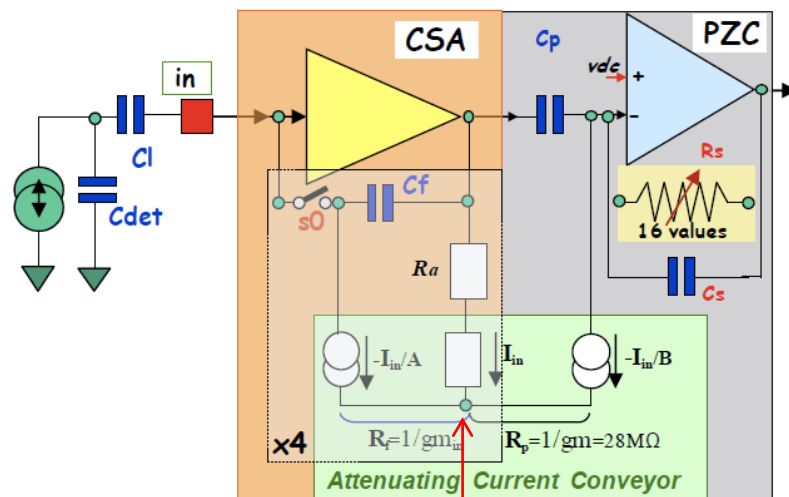 CSA
Cp
PZC
in
vdc
+
-
Cl
Cf
Rs
Cdet
s0
16 values
Ra
Cs
-Iin/A
Iin
-Iin/B
x4
Rf=1/gmin
Rp=1/gm=28MΩ
Attenuating Current Conveyor